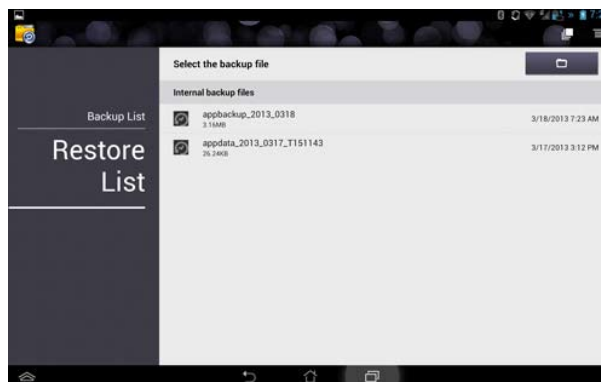 Select the backup file
Internal backup files
Backup List
Restore
List
appbackup_2013_0318
3.16MB
3/18/2013 7:23 AM
appdata_2013_0317_T151143
26.24KB
3/17/2013 3:12 PM